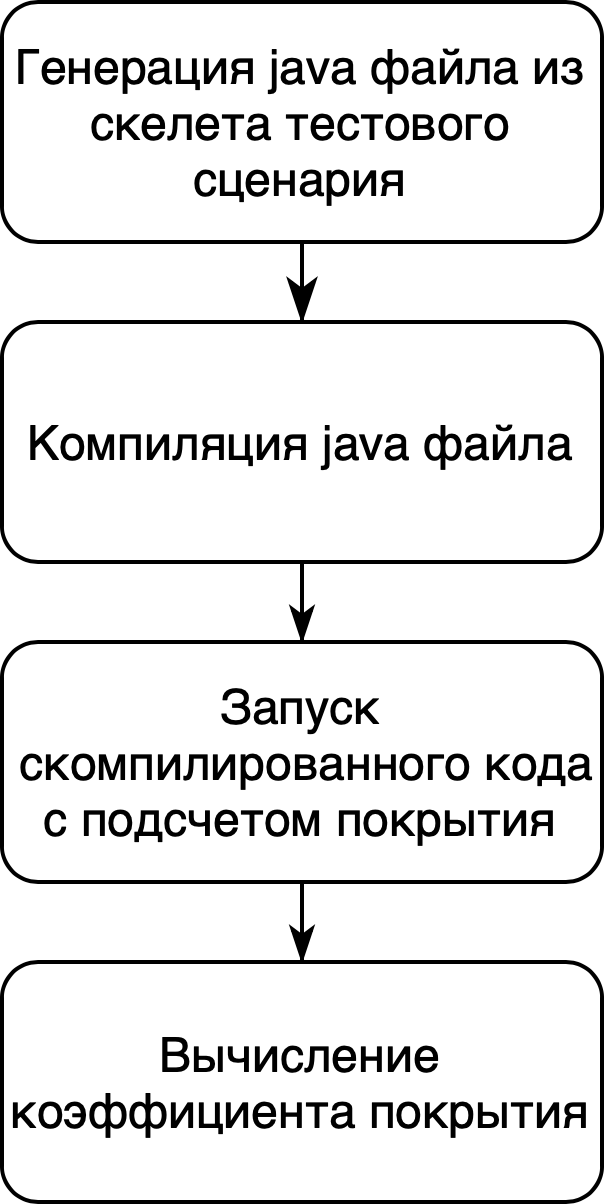 Генерация java файла из
скелета тестового
сценария
Компиляция java файла
Запуск
скомпилированного кода
с подсчетом покрытия
Вычисление
коэффициента покрытия